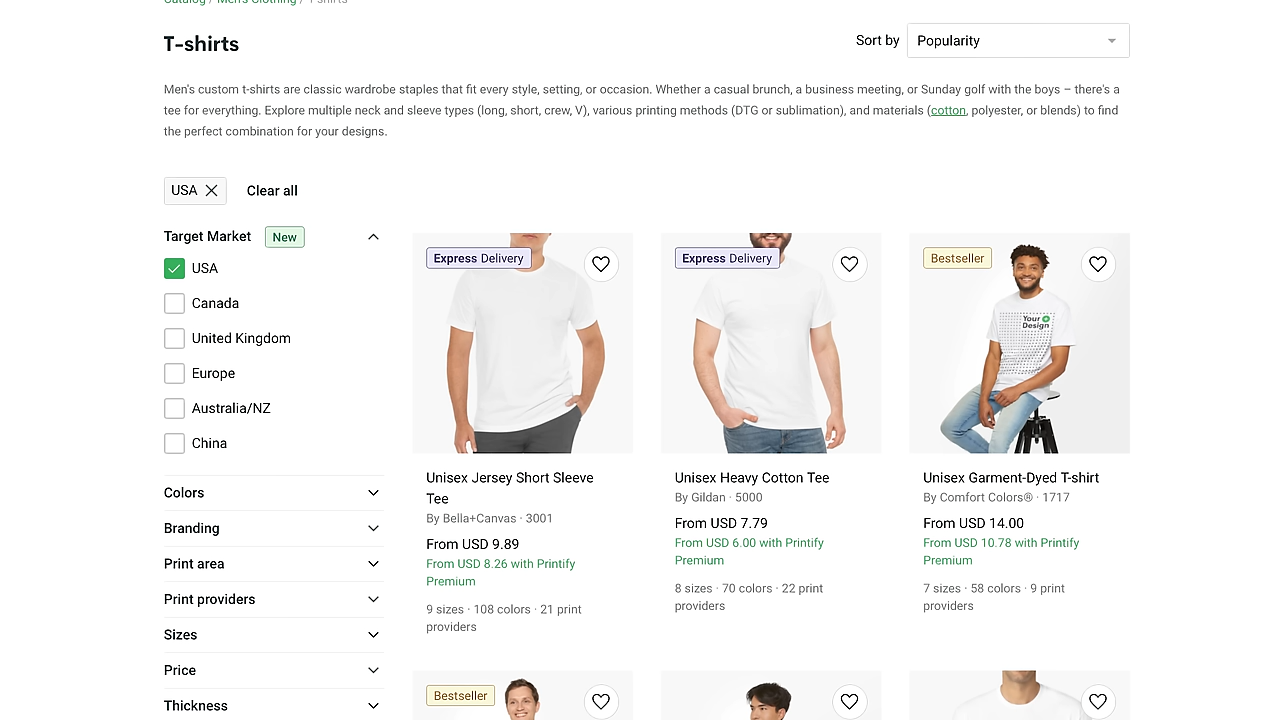 Catalog / Men's Clothing / T-shirts
T-shirts
Sort by
Popularity
Men's custom t-shirts are classic wardrobe staples that fit every style, setting, or occasion. Whether a casual brunch, a business meeting, or Sunday golf with the boys – there's a
tee for everything. Explore multiple neck and sleeve types (long, short, crew, V), various printing methods (DTG or sublimation), and materials (cotton, polyester, or blends) to find
the perfect combination for your designs.
USA
Clear all
Target Market
New
USA
Canada
United Kingdom
Europe
Australia/NZ
China
Colors
Branding
Print area
Print providers
Sizes
Price
Thickness
Express Delivery
Unisex Jersey Short Sleeve
Tee
By Bella+Canvas · 3001
From USD 9.89
From USD 8.26 with Printify
Premium
9 sizes · 108 colors · 21 print
providers
Express Delivery
Unisex Heavy Cotton Tee
By Gildan · 5000
From USD 7.79
From USD 6.00 with Printify
Premium
8 sizes · 70 colors · 22 print
providers
Bestseller
Your
Design
Unisex Garment-Dyed T-shirt
By Comfort Colors® · 1717
From USD 14.00
From USD 10.78 with Printify
Premium
7 sizes · 58 colors · 9 print
providers
Bestseller